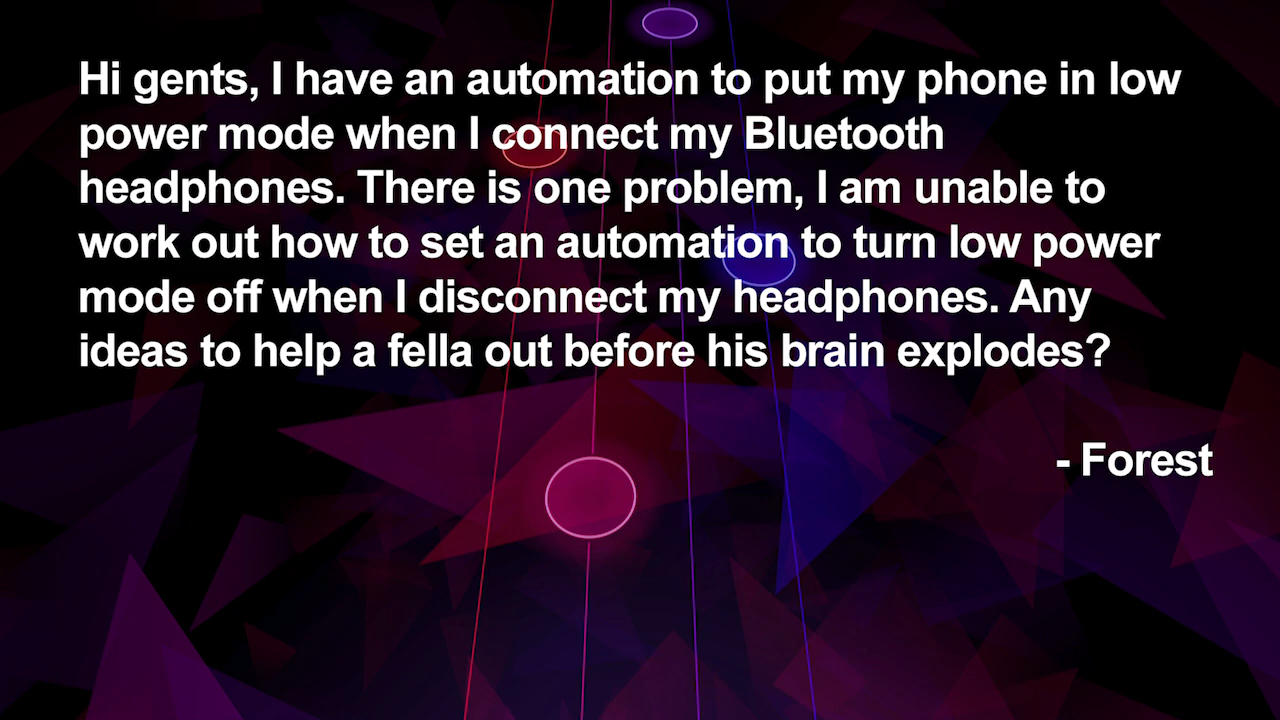 Hi gents, I have an automation to put my phone in low
power mode when I connect my Bluetooth
headphones. There is one problem, I am unable to
work out how to set an automation to turn low power
mode off when I disconnect my headphones. Any
ideas to help a fella out before his brain explodes?
- Forest